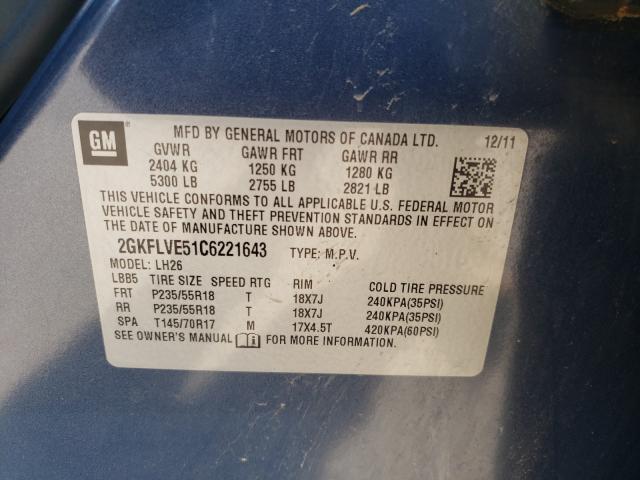 GM
MFD BY GENERAL MOTORS OF CANADA LTD. 12/11
GVWR GAWR FRT GAWR RR
2404 KG 1250 KG 1280 KG
5300 LB 2755 LB 2821 LB
THIS VEHICLE CONFORMS TO ALL APPLICABLE U.S. FEDERAL MOTOR
VEHICLE SAFETY AND THEFT PREVENTION STANDARDS IN EFFECT ON
THE DATE OF MANUFACTURE SHOWN ABOVE.
2GKFLVE51C6221643 TYPE: M.P.V.
MODEL: LH26
LBB5 TIRE SIZE SPEED RTG RIM COLD TIRE PRESSURE
FRT P235/55R18 T 18X7J 240KPA(35PSI)
RR P235/55R18 T 18X7J 240KPA(35PSI)
SPA T145/70R17 M 17X4.5T 420KPA(60PSI)
SEE OWNER'S MANUAL FOR MORE INFORMATION.